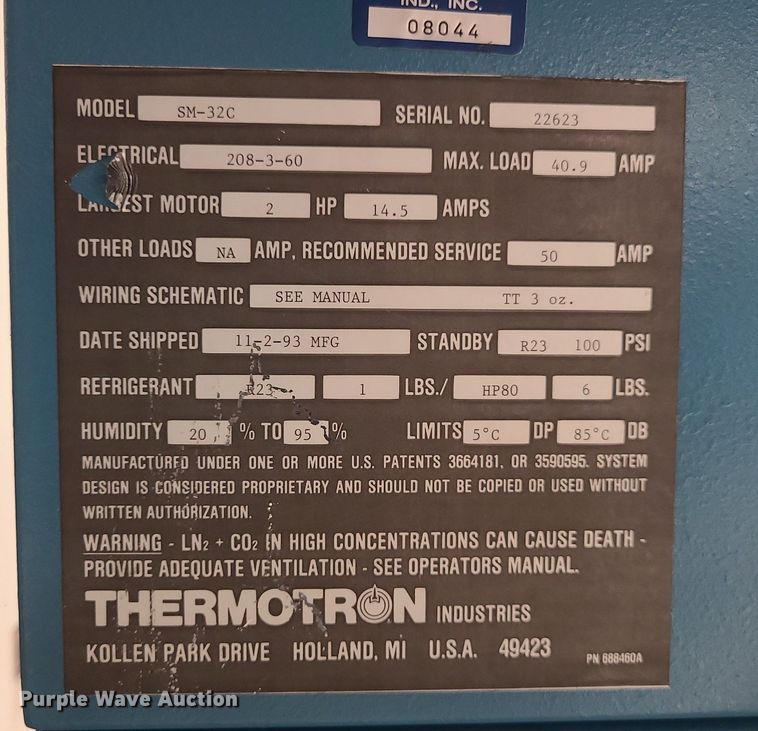 IND., INC.
08044
MODEL SM-32C SERIAL NO. 22623
ELECTRICAL 208-3-60 MAX. LOAD 40.9 AMP
LARGEST MOTOR 2 HP 14.5 AMPS
OTHER LOADS NA AMP, RECOMMENDED SERVICE 50 AMP
WIRING SCHEMATIC SEE MANUAL TT 3 oz.
DATE SHIPPED 11-2-93 MFG STANDBY R23 100 PSI
REFRIGERANT R23 1 LBS./ HP80 6 LBS.
HUMIDITY 20 % TO 95 % LIMITS 5°C DP 85°C DB
MANUFACTURED UNDER ONE OR MORE U.S. PATENTS 3664181, OR 3590595. SYSTEM
DESIGN IS CONSIDERED PROPRIETARY AND SHOULD NOT BE COPIED OR USED WITHOUT
WRITTEN AUTHORIZATION.
WARNING - LN2 + CO2 IN HIGH CONCENTRATIONS CAN CAUSE DEATH -
PROVIDE ADEQUATE VENTILATION - SEE OPERATORS MANUAL.
THERMOTRON INDUSTRIES
KOLLEN PARK DRIVE HOLLAND, MI U.S.A. 49423
PN 688460A
Purple Wave Auction